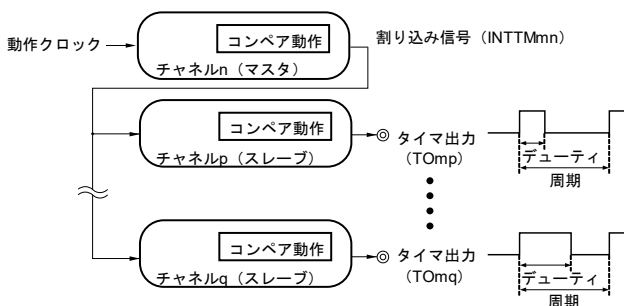 コンペア動作
動作クロック
チャネルn（マスタ）
割り込み信号（INTTMmn）
コンペア動作
チャネルp（スレーブ）
タイマ出力
（TOmp）
デューティ
周期
コンペア動作
チャネルq（スレーブ）
タイマ出力
（TOmq）
デューティ
周期